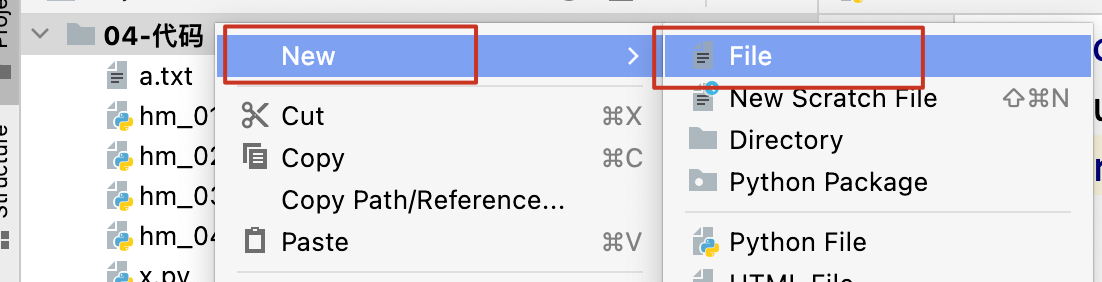 04-代码
a.txt
hm_01
hm_02
hm_03
hm_04
x.py
Structure
New
Cut ⌘X
Copy ⌘C
Copy Path/Reference...
Paste ⌘V
File
New Scratch File ⇧⌘N
Directory
Python Package
Python File
HTML File